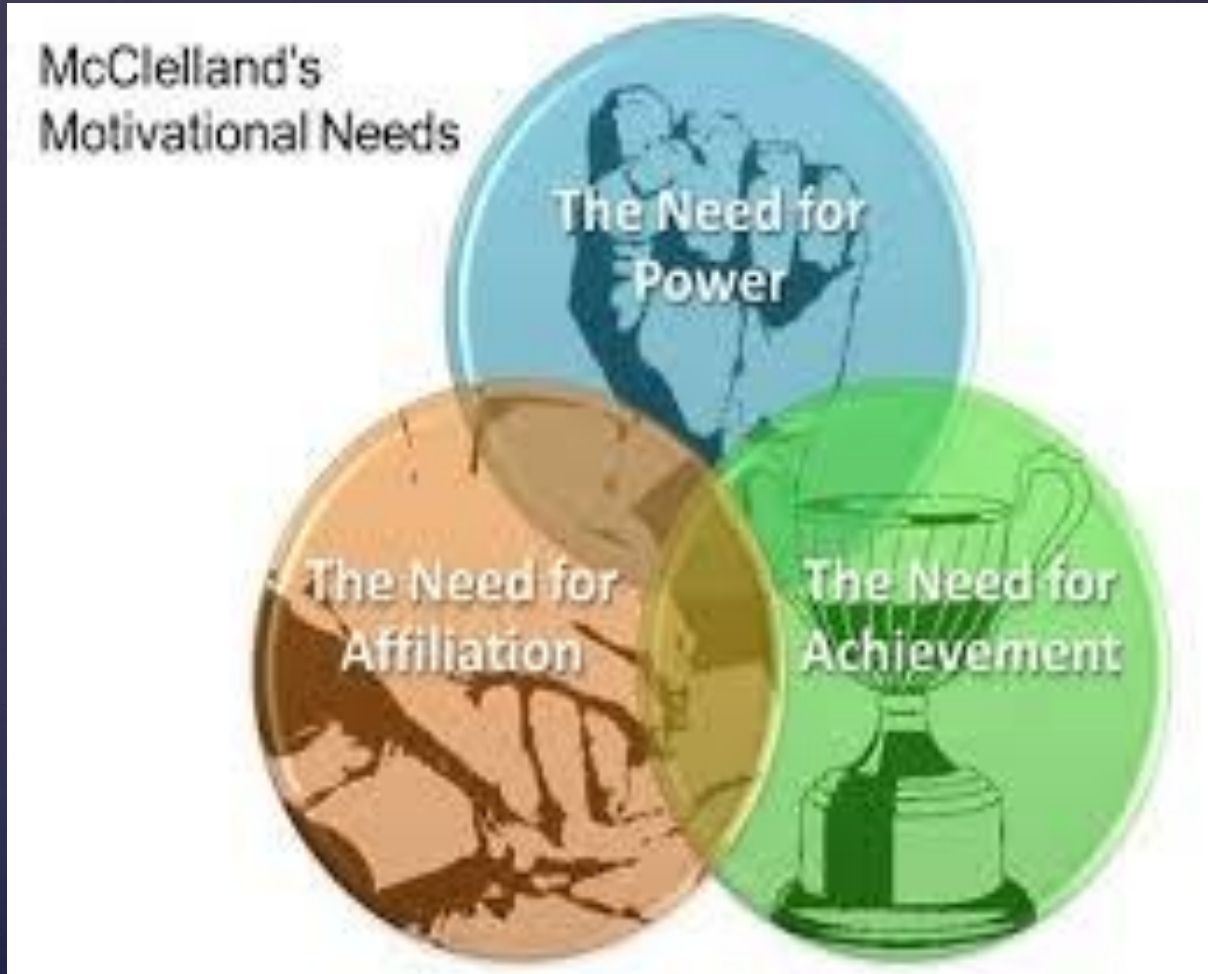 McClelland's
Motivational Needs
The Need for
Power
The Need for
Affiliation
The Need for
Achievement